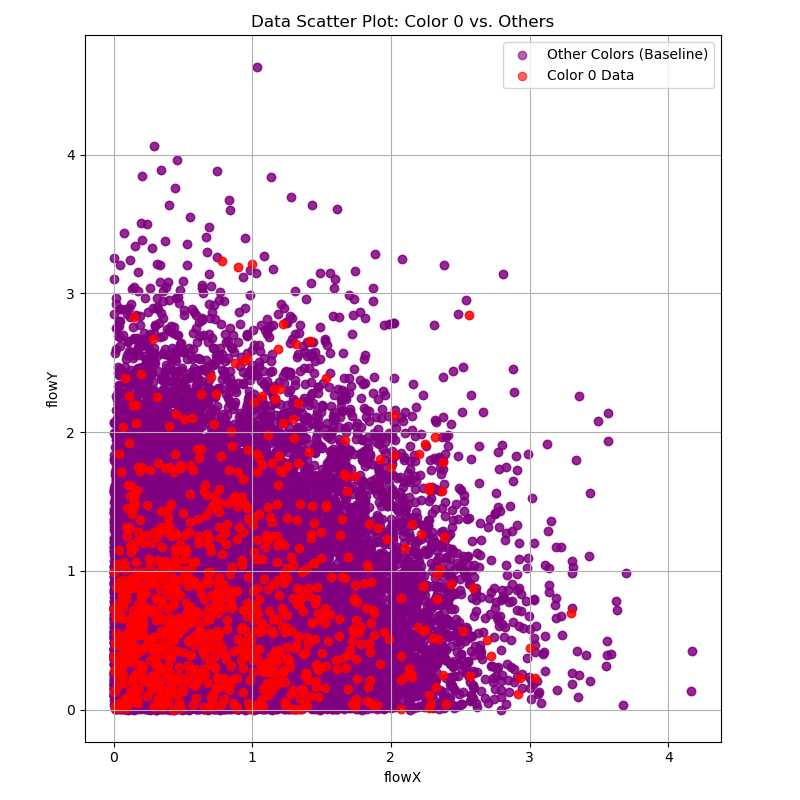 Data Scatter Plot: Color 0 vs. Others
Other Colors (Baseline)
Color 0 Data
flowY
4
3
2
1
0
0 1 2 3 4
flowX